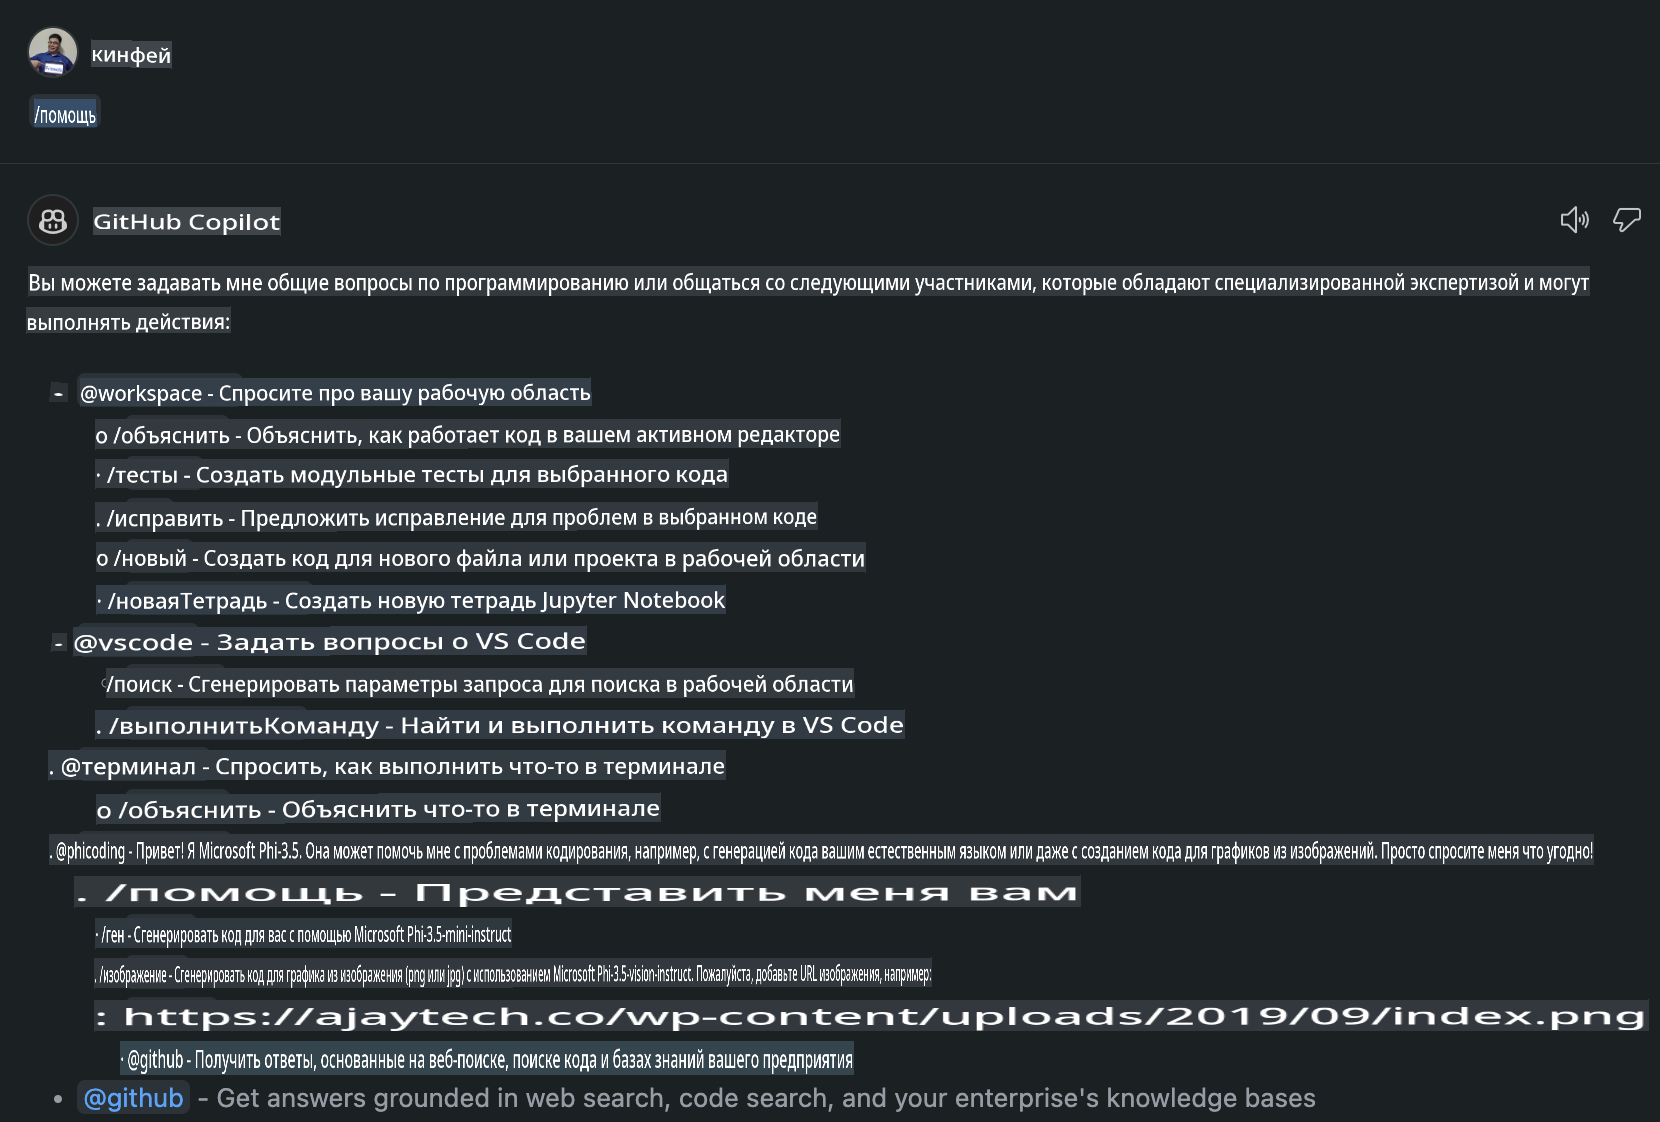 кинфей
/помощь
GitHub Copilot
Вы можете задавать мне общие вопросы по программированию или общаться со следующими участниками, которые обладают специализированной экспертизой и могут
выполнять действия:
- @workspace - Спросите про вашу рабочую область
o /объяснить - Объяснить, как работает код в вашем активном редакторе
· /тесты - Создать модульные тесты для выбранного кода
. /исправить - Предложить исправление для проблем в выбранном коде
o /новый - Создать код для нового файла или проекта в рабочей области
· /новаяТетрадь - Создать новую тетрадь Jupyter Notebook
- @vscode - Задать вопросы о VS Code
/поиск - Сгенерировать параметры запроса для поиска в рабочей области
. /выполнитьКоманду - Найти и выполнить команду в VS Code
. @терминал - Спросить, как выполнить что-то в терминале
o /объяснить - Объяснить что-то в терминале
. @phicoding - Привет! Я Microsoft Phi-3.5. Она может помочь мне с проблемами кодирования, например, с генерацией кода вашим естественным языком или даже с созданием кода для графиков из изображений. Просто спросите меня что угодно!
. /помощь - Представить меня вам
· /ген - Сгенерировать код для вас с помощью Microsoft Phi-3.5-mini-instruct
. /изображение - Сгенерировать код для графика из изображения (png или jpg) с использованием Microsoft Phi-3.5-vision-instruct. Пожалуйста, добавьте URL изображения, например:
: https://ajaytech.co/wp-content/uploads/2019/09/index.png
· @github - Получить ответы, основанные на веб-поиске, поиске кода и базах знаний вашего предприятия
• @github - Get answers grounded in web search, code search, and your enterprise's knowledge bases